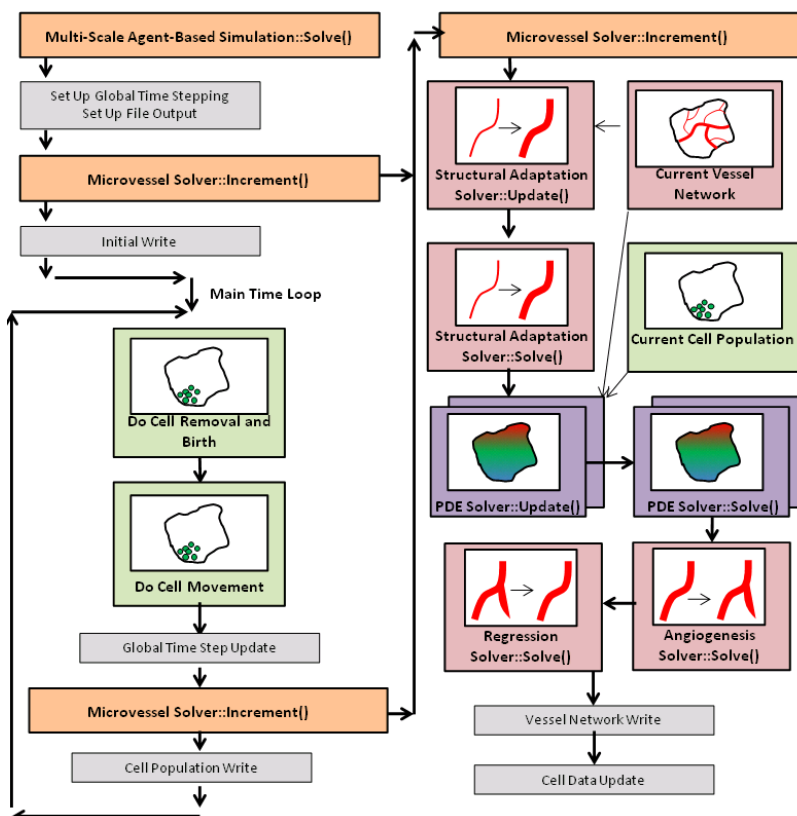 Multi-Scale Agent-Based Simulation::Solve()
Set Up Global Time Stepping
Set Up File Output
Microvessel Solver::Increment()
Initial Write
Main Time Loop
Do Cell Removal and
Birth
Do Cell Movement
Global Time Step Update
Microvessel Solver::Increment()
Cell Population Write
Microvessel Solver::Increment()
Structural Adaptation
Solver::Update()
Current Vessel
Network
Structural Adaptation
Solver::Solve()
Current Cell Population
PDE Solver::Update()
PDE Solver::Solve()
Regression
Solver::Solve()
Angiogenesis
Solver::Solve()
Vessel Network Write
Cell Data Update